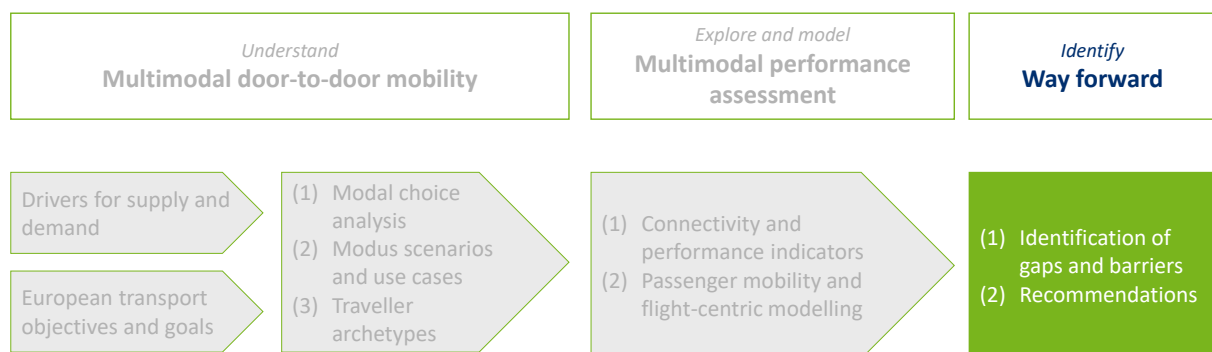 Understand
Multimodal door-to-door mobility
Explore and model
Multimodal performance
assessment
Identify
Way forward
Drivers for supply and
demand
European transport
objectives and goals
(1) Modal choice
analysis
(2) Modus scenarios
and use cases
(3) Traveller
archetypes
(1) Connectivity and
performance indicators
(2) Passenger mobility and
flight-centric modelling
(1) Identification of
gaps and barriers
(2) Recommendations